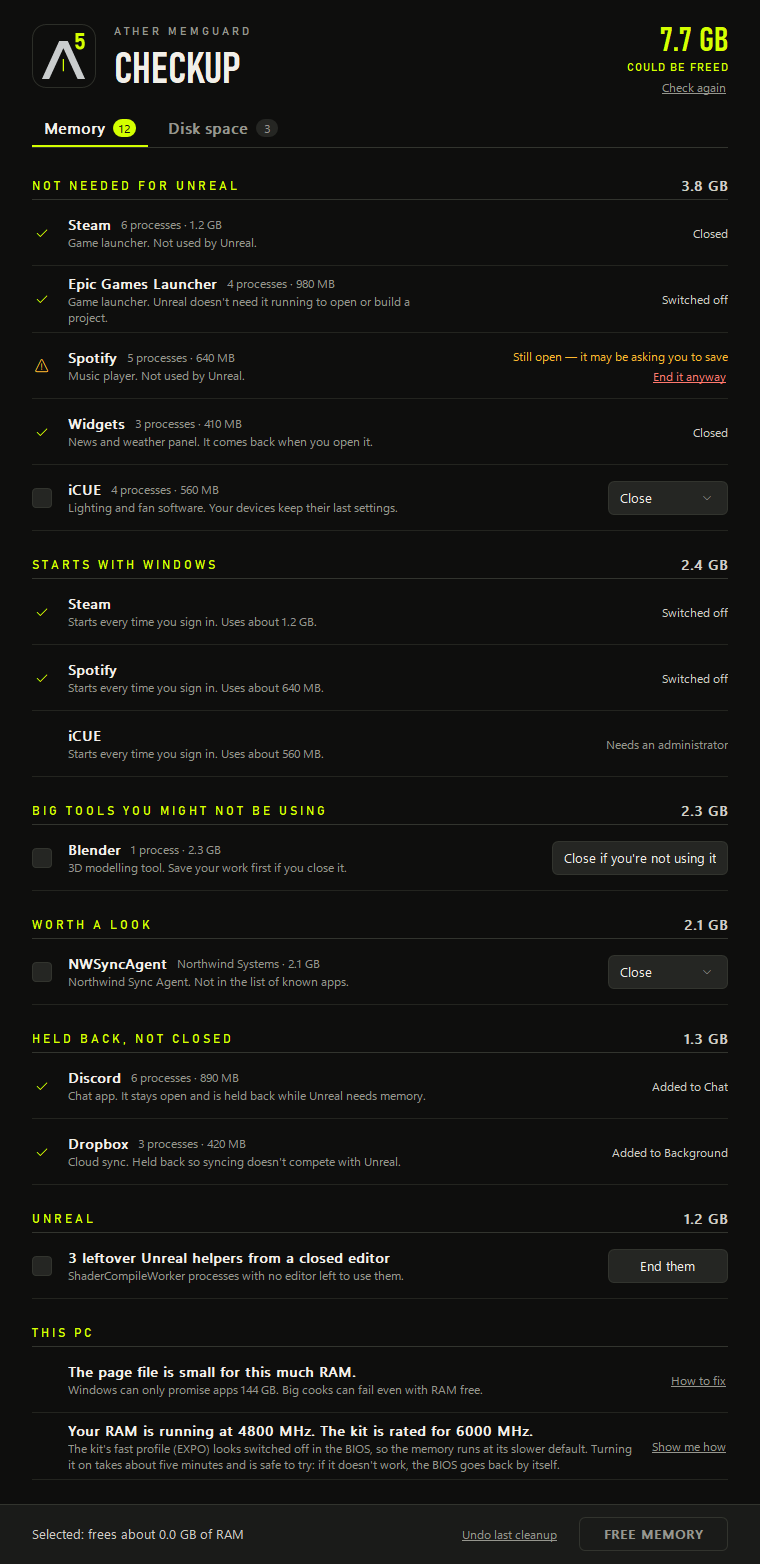 5
ATHER MEMGUARD
CHECKUP
7.7 GB
COULD BE FREED
Check again
Memory 12 Disk space 3
NOT NEEDED FOR UNREAL 3.8 GB
Steam 6 processes · 1.2 GB
Game launcher. Not used by Unreal.
Closed
Epic Games Launcher 4 processes · 980 MB
Game launcher. Unreal doesn't need it running to open or build a
project.
Switched off
Spotify 5 processes · 640 MB
Music player. Not used by Unreal.
Still open — it may be asking you to save
End it anyway
Widgets 3 processes · 410 MB
News and weather panel. It comes back when you open it.
Closed
iCUE 4 processes · 560 MB
Lighting and fan software. Your devices keep their last settings.
Close
STARTS WITH WINDOWS 2.4 GB
Steam
Starts every time you sign in. Uses about 1.2 GB.
Switched off
Spotify
Starts every time you sign in. Uses about 640 MB.
Switched off
iCUE
Starts every time you sign in. Uses about 560 MB.
Needs an administrator
BIG TOOLS YOU MIGHT NOT BE USING 2.3 GB
Blender 1 process · 2.3 GB
3D modelling tool. Save your work first if you close it.
Close if you're not using it
WORTH A LOOK 2.1 GB
NWSyncAgent Northwind Systems · 2.1 GB
Northwind Sync Agent. Not in the list of known apps.
Close
HELD BACK, NOT CLOSED 1.3 GB
Discord 6 processes · 890 MB
Chat app. It stays open and is held back while Unreal needs memory.
Added to Chat
Dropbox 3 processes · 420 MB
Cloud sync. Held back so syncing doesn't compete with Unreal.
Added to Background
UNREAL 1.2 GB
3 leftover Unreal helpers from a closed editor
ShaderCompileWorker processes with no editor left to use them.
End them
THIS PC
The page file is small for this much RAM.
Windows can only promise apps 144 GB. Big cooks can fail even with RAM free.
How to fix
Your RAM is running at 4800 MHz. The kit is rated for 6000 MHz.
The kit's fast profile (EXPO) looks switched off in the BIOS, so the memory runs at its slower default. Turning
it on takes about five minutes and is safe to try: if it doesn't work, the BIOS goes back by itself.
Show me how
Selected: frees about 0.0 GB of RAM
Undo last cleanup
FREE MEMORY